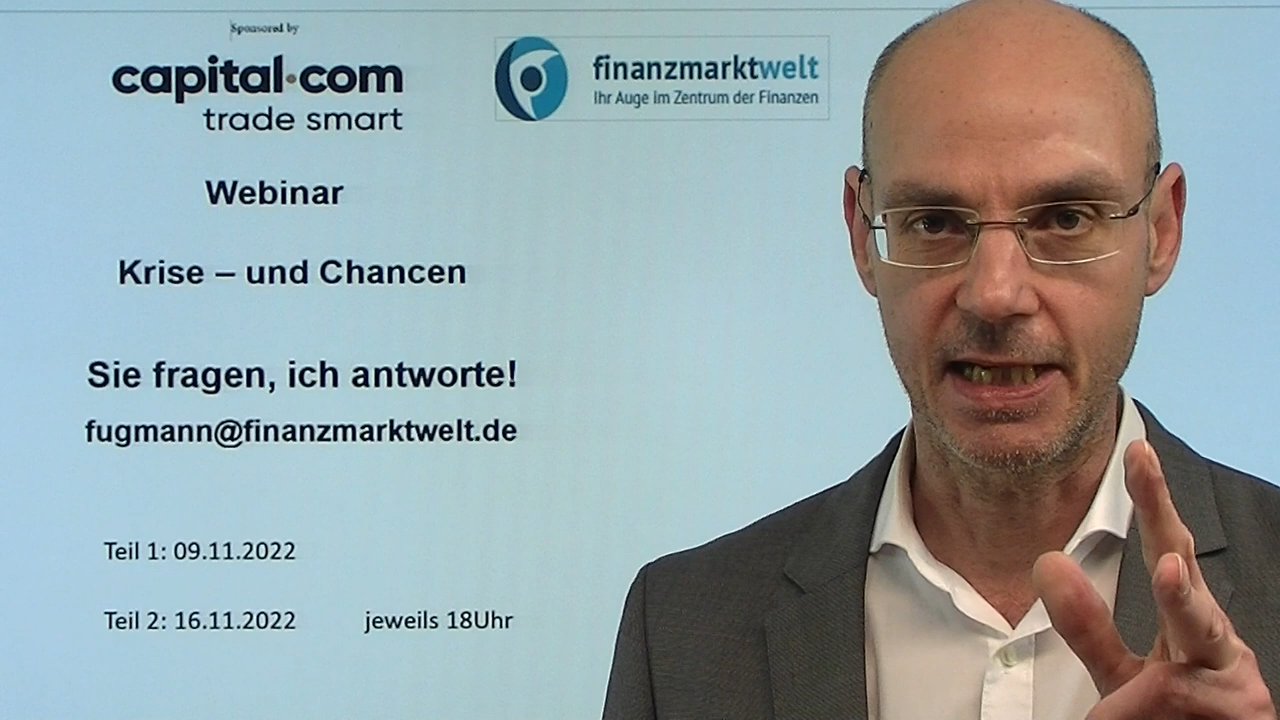 Sponsored by
capital·com
trade smart
finanzmarktwelt
Ihr Auge im Zentrum der Finanzen
Webinar
Krise – und Chancen
Sie fragen, ich antworte!
fugmann@finanzmarktwelt.de
Teil 1: 09.11.2022
Teil 2: 16.11.2022 jeweils 18Uhr